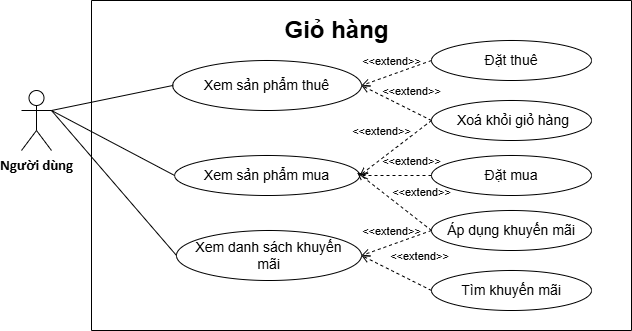 Giỏ hàng
Đặt thuê
<<extend>>
Xem sản phẩm thuê
<<extend>>
Xoá khỏi giỏ hàng
<<extend>>
Người dùng
Xem sản phẩm mua
<<extend>>
Đặt mua
<<extend>>
Áp dụng khuyến mãi
<<extend>>
Xem danh sách khuyến
mãi
<<extend>>
Tìm khuyến mãi